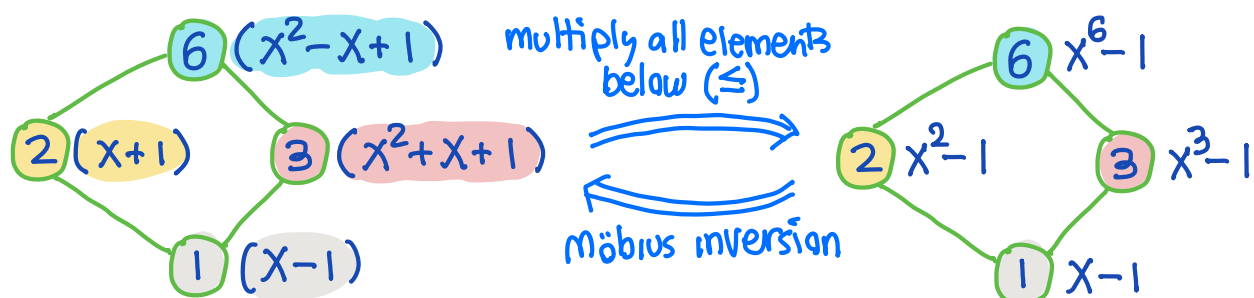 6 (x²-x+1)
2 (x+1)
3 (x²+x+1)
1 (x-1)
multiply all elements
below (≤)
Möbius inversion
6 x⁶-1
2 x²-1
3 x³-1
1 x-1